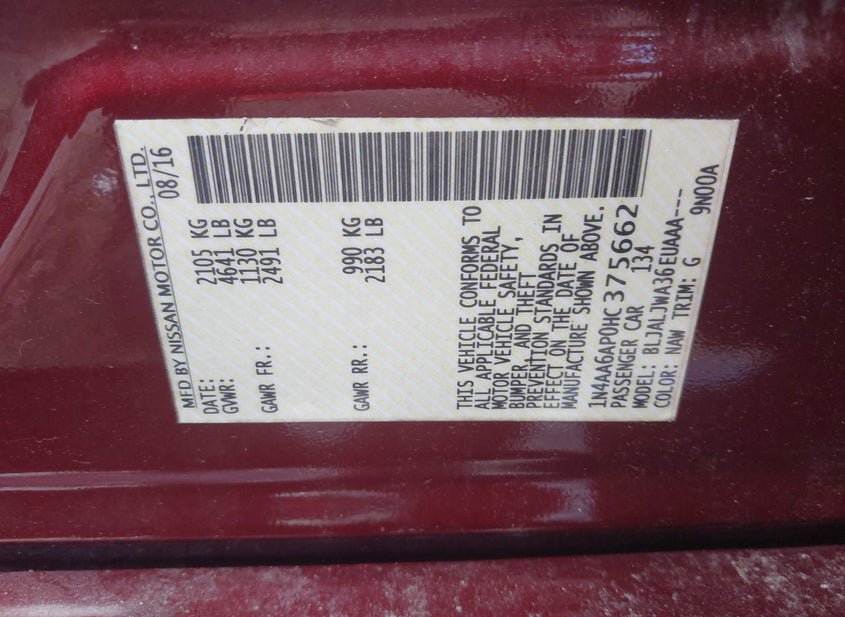 MFD BY NISSAN MOTOR CO., LTD.
DATE: 08/16
GVWR: 2105 KG
4641 LB
GAWR FR.: 1130 KG
2491 LB
GAWR RR.: 990 KG
2183 LB
THIS VEHICLE CONFORMS TO
ALL APPLICABLE FEDERAL
MOTOR VEHICLE SAFETY,
BUMPER, AND THEFT
PREVENTION STANDARDS IN
EFFECT ON THE DATE OF
MANUFACTURE SHOWN ABOVE.
1N4AA6AP0HC375662
PASSENGER CAR 134
MODEL: BLJALJWA36EUAAA---
COLOR: NAW TRIM: G 9N00A